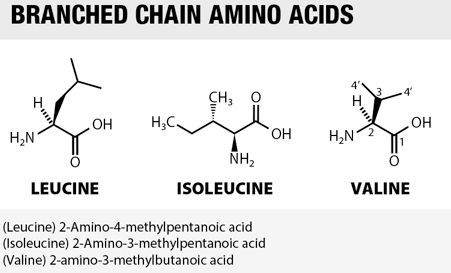 BRANCHED CHAIN AMINO ACIDS
H
H₂N
OH
O
LEUCINE
CH₃
O
H₃C
OH
NH₂
ISOLEUCINE
4' 3 4'
H
H₂N 2 1 OH
O
VALINE
(Leucine) 2-Amino-4-methylpentanoic acid
(Isoleucine) 2-Amino-3-methylpentanoic acid
(Valine) 2-amino-3-methylbutanoic acid